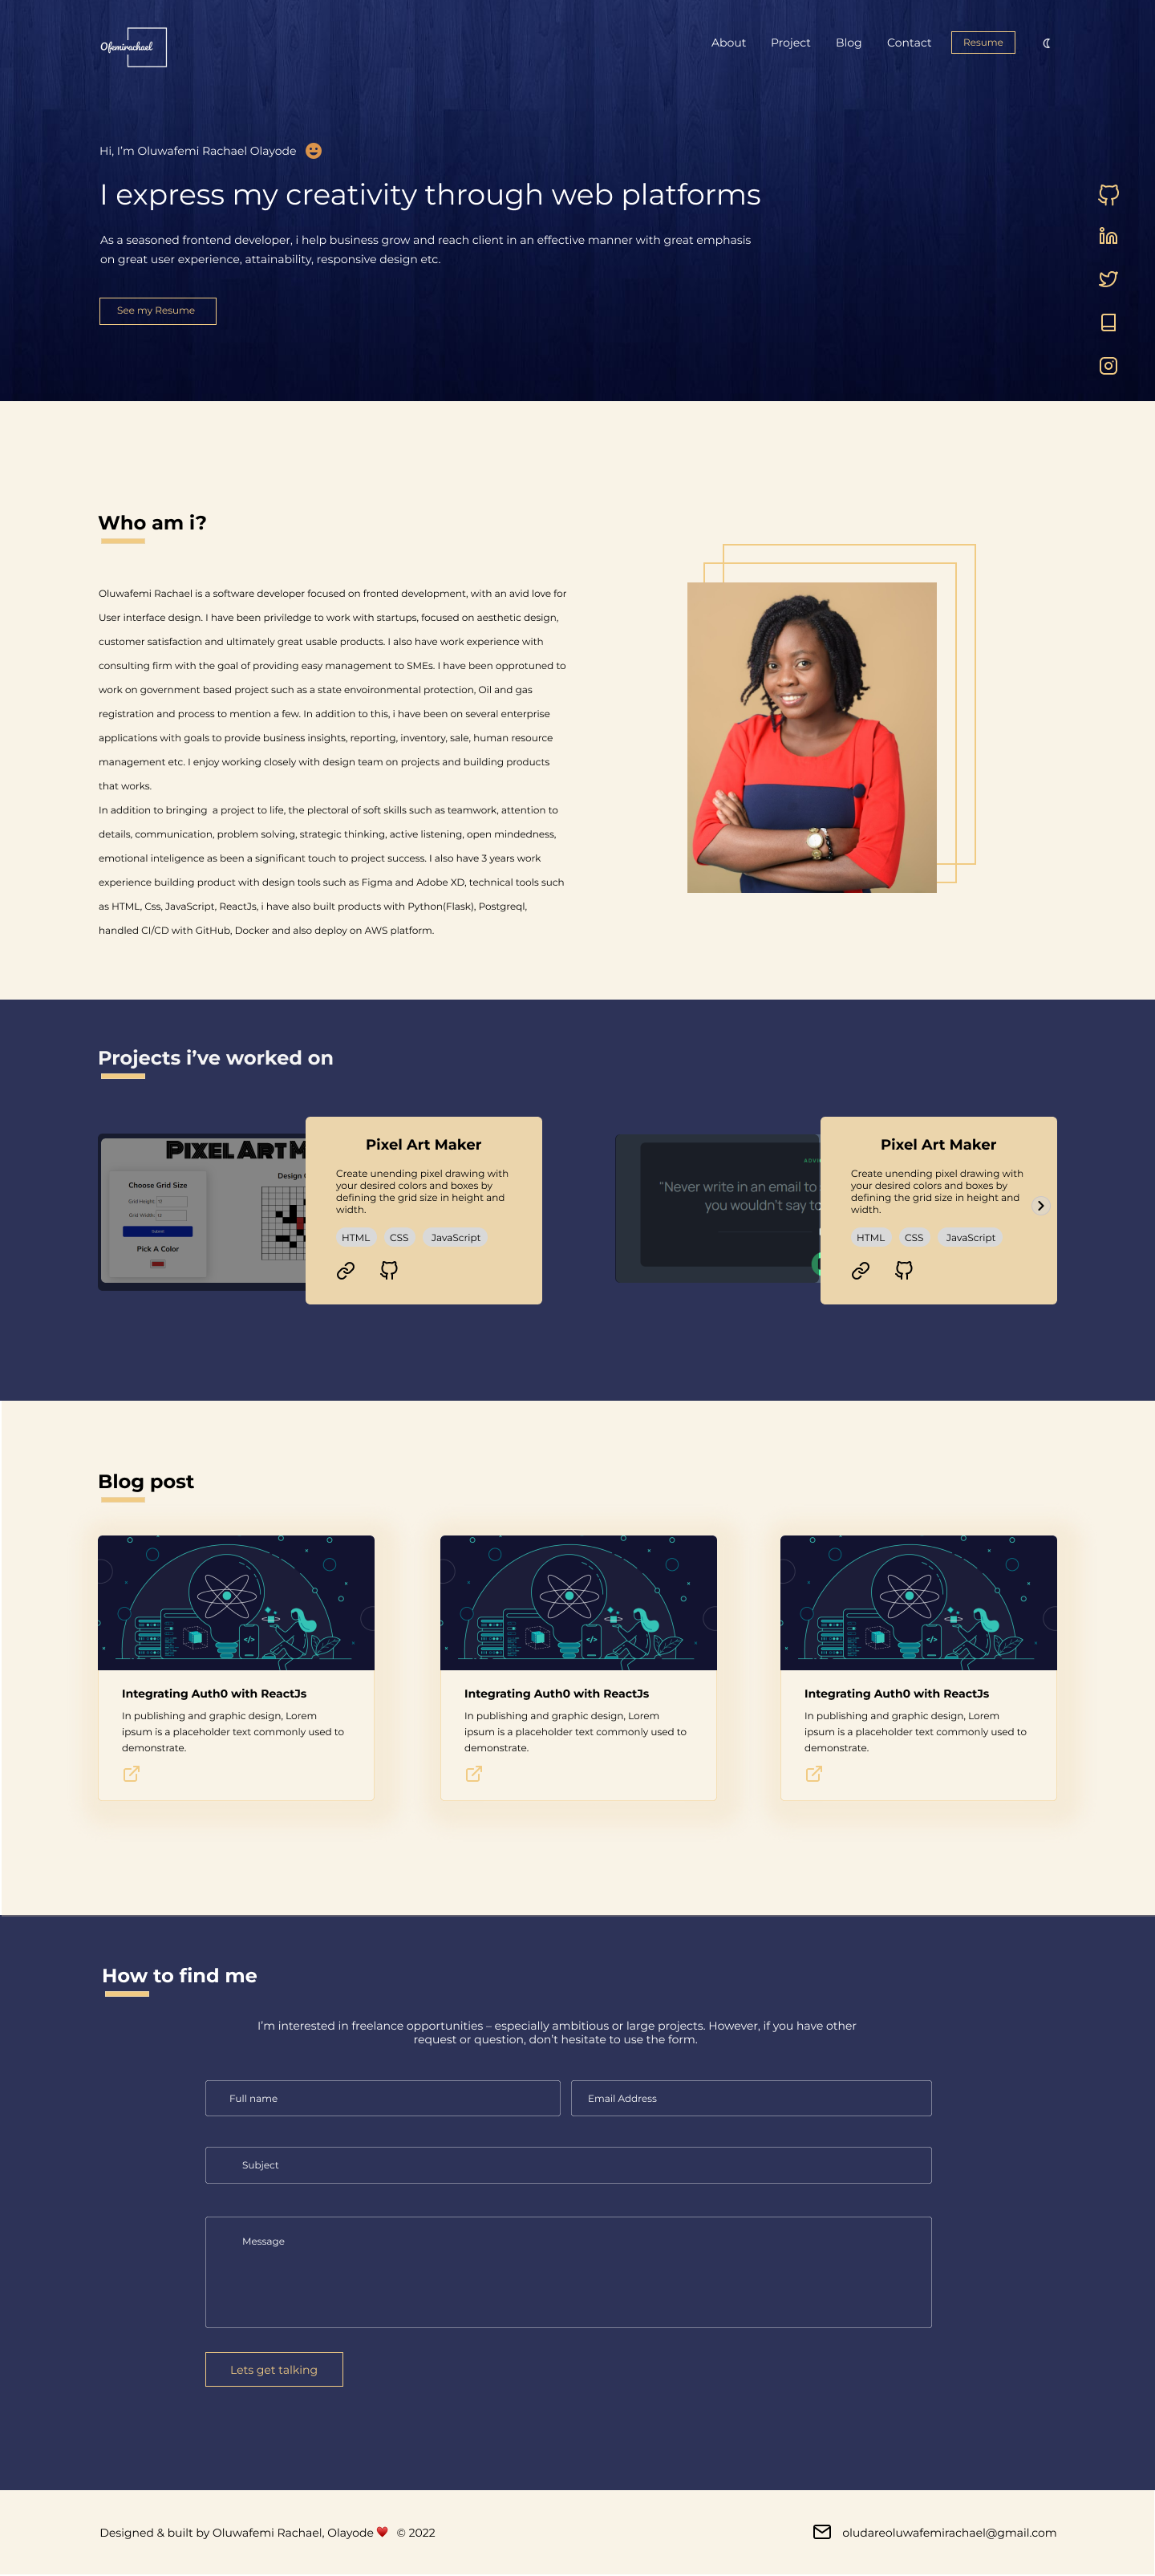 Ofemirachael
About Project Blog Contact Resume
Hi, I’m Oluwafemi Rachael Olayode
I express my creativity through web platforms
As a seasoned frontend developer, i help business grow and reach client in an effective manner with great emphasis
on great user experience, attainability, responsive design etc.
See my Resume
Who am i?
Oluwafemi Rachael is a software developer focused on fronted development, with an avid love for
User interface design. I have been priviledge to work with startups, focused on aesthetic design,
customer satisfaction and ultimately great usable products. I also have work experience with
consulting firm with the goal of providing easy management to SMEs. I have been opprotuned to
work on government based project such as a state envoironmental protection, Oil and gas
registration and process to mention a few. In addition to this, i have been on several enterprise
applications with goals to provide business insights, reporting, inventory, sale, human resource
management etc. I enjoy working closely with design team on projects and building products
that works.
In addition to bringing  a project to life, the plectoral of soft skills such as teamwork, attention to
details, communication, problem solving, strategic thinking, active listening, open mindedness,
emotional inteligence as been a significant touch to project success. I also have 3 years work
experience building product with design tools such as Figma and Adobe XD, technical tools such
as HTML, Css, JavaScript, ReactJs, i have also built products with Python(Flask), Postgreql,
handled CI/CD with GitHub, Docker and also deploy on AWS platform.
Projects i’ve worked on
Pixel Art M
Choose Grid Size
Grid Height:
Grid Width:
Submit
Pick A Color
Design
Pixel Art Maker
Create unending pixel drawing with
your desired colors and boxes by
defining the grid size in height and
width.
HTML CSS JavaScript
ADVI
"Never write in an email to
you wouldn't say to
Pixel Art Maker
Create unending pixel drawing with
your desired colors and boxes by
defining the grid size in height and
width.
HTML CSS JavaScript
Blog post
Integrating Auth0 with ReactJs
In publishing and graphic design, Lorem
ipsum is a placeholder text commonly used to
demonstrate.
Integrating Auth0 with ReactJs
In publishing and graphic design, Lorem
ipsum is a placeholder text commonly used to
demonstrate.
Integrating Auth0 with ReactJs
In publishing and graphic design, Lorem
ipsum is a placeholder text commonly used to
demonstrate.
How to find me
I’m interested in freelance opportunities – especially ambitious or large projects. However, if you have other
request or question, don’t hesitate to use the form.
Full name Email Address
Subject
Message
Lets get talking
Designed & built by Oluwafemi Rachael, Olayode © 2022 oludareoluwafemirachael@gmail.com